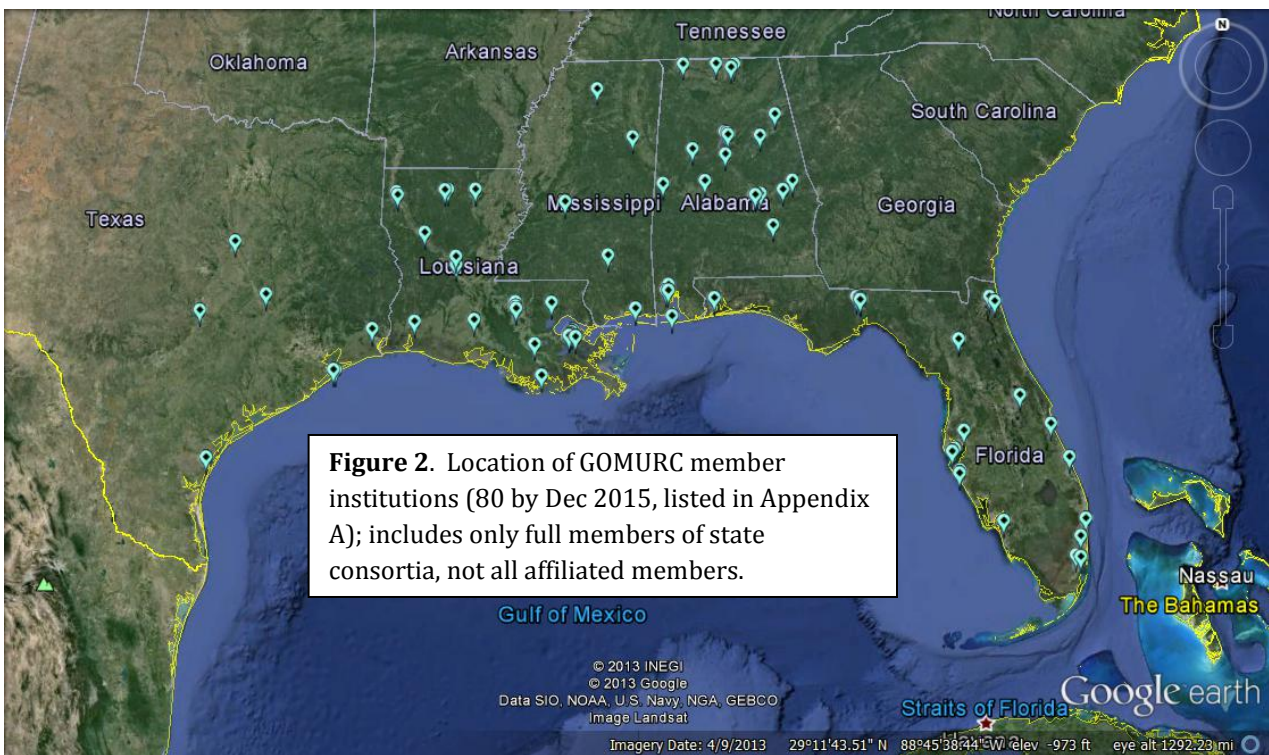 North Carolina
N
Tennessee
Arkansas
Oklahoma
South Carolina
Texas
Mississippi
Alabama
Georgia
Louisiana
Figure 2. Location of GOMURC member
institutions (80 by Dec 2015, listed in Appendix
A); includes only full members of state
consortia, not all affiliated members.
Florida
Nassau
The Bahamas
Gulf of Mexico
© 2013 INEGI
© 2013 Google
Data SIO, NOAA, U.S. Navy, NGA, GEBCO
Image Landsat
Google earth
Straits of Florida
Havana
Imagery Date: 4/9/2013 29°11'43.51" N 88°45'38.44" W elev -973 ft eye alt 1292.23 mi